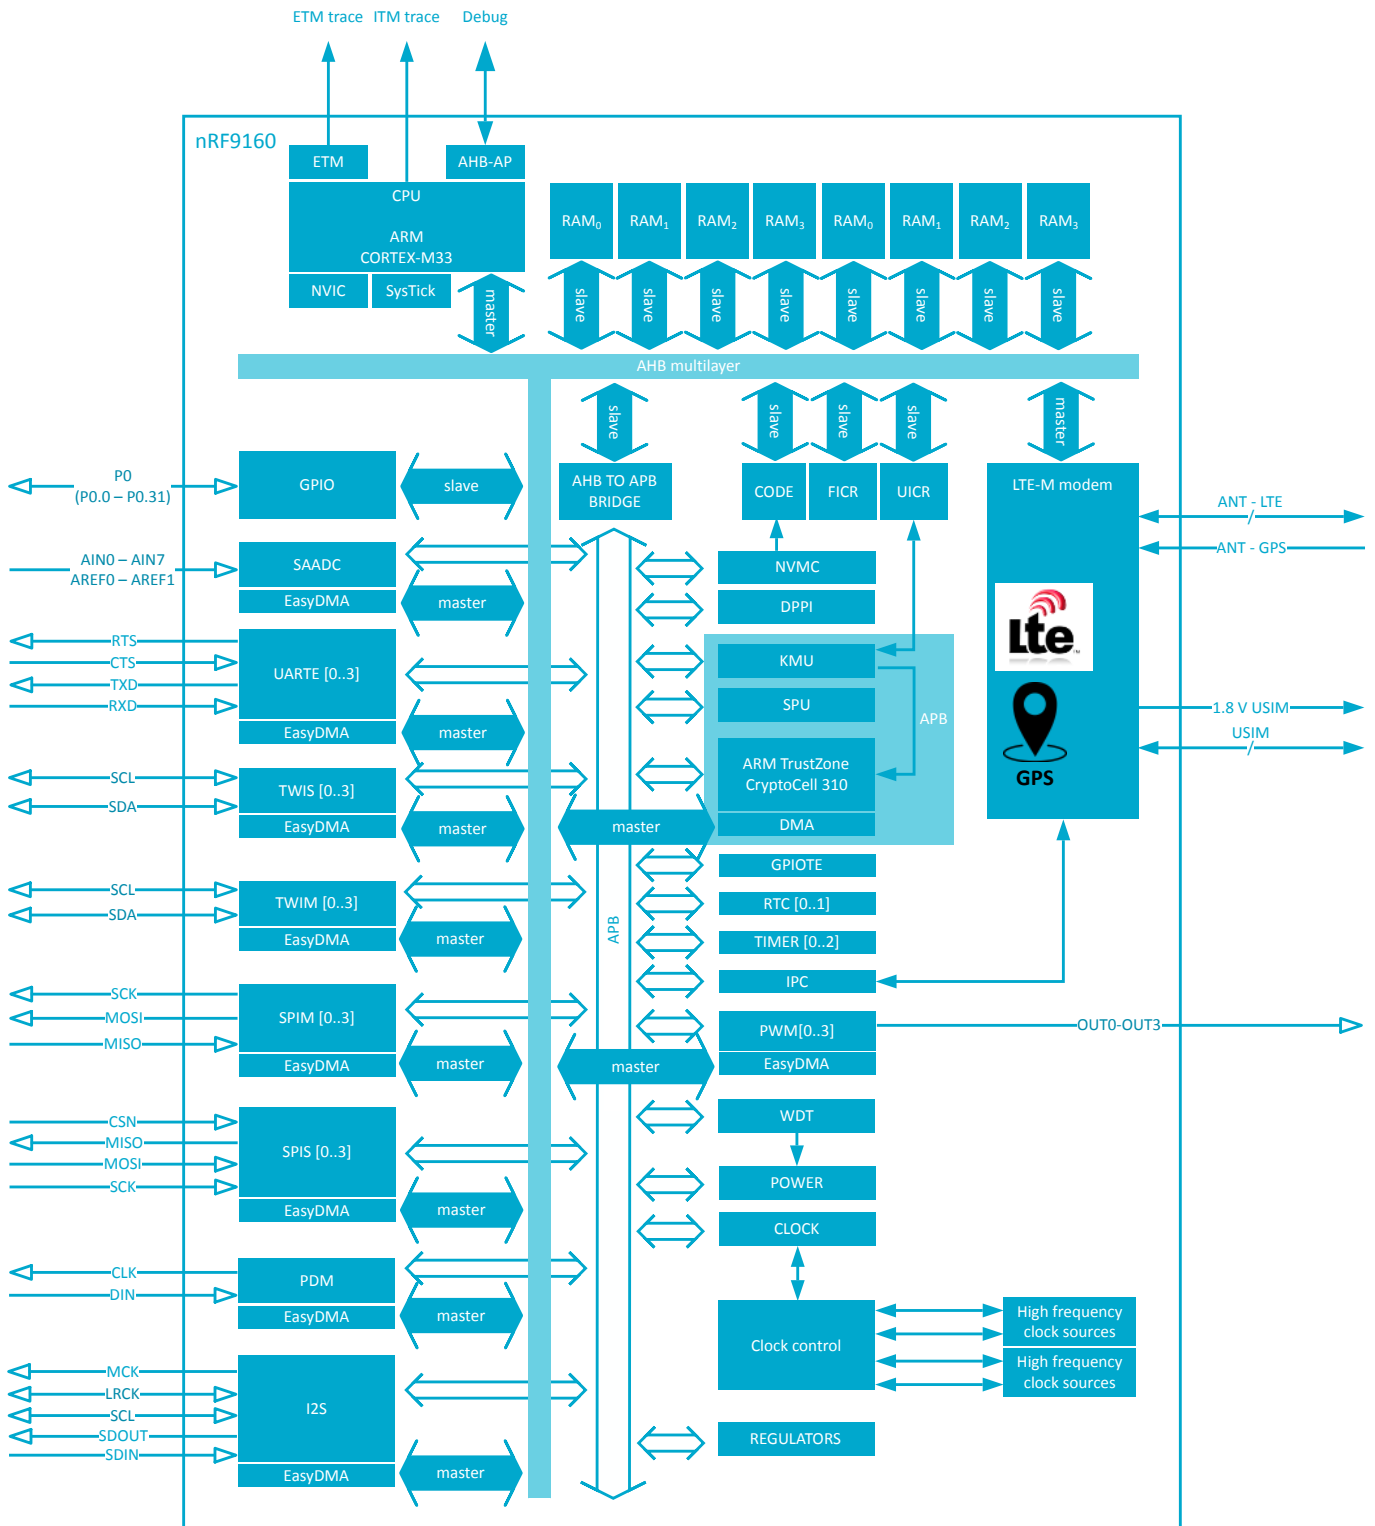 ETM trace ITM trace Debug
nRF9160
ETM AHB-AP
CPU
ARM
CORTEX-M33
NVIC SysTick
master
RAM0 RAM1 RAM2 RAM3 RAM0 RAM1 RAM2 RAM3
slave slave slave slave slave slave slave slave
AHB multilayer
slave slave slave slave master
P0
(P0.0 – P0.31)
GPIO
slave
AHB TO APB
BRIDGE
CODE FICR UICR
LTE-M modem
ANT - LTE
ANT - GPS
Lte
TM
GPS
1.8 V USIM
USIM
AIN0 – AIN7
AREF0 – AREF1
SAADC
EasyDMA
master
NVMC
DPPI
RTS
CTS
TXD
RXD
UARTE [0..3]
EasyDMA
master
KMU
SPU
APB
ARM TrustZone
CryptoCell 310
DMA
master
SCL
SDA
TWIS [0..3]
EasyDMA
master
GPIOTE
RTC [0..1]
TIMER [0..2]
IPC
APB
SCL
SDA
TWIM [0..3]
EasyDMA
master
SCK
MOSI
MISO
SPIM [0..3]
EasyDMA
master
PWM[0..3]
EasyDMA
master
OUT0-OUT3
CSN
MISO
MOSI
SCK
SPIS [0..3]
EasyDMA
master
WDT
POWER
CLOCK
CLK
DIN
PDM
EasyDMA
master
Clock control
High frequency
clock sources
High frequency
clock sources
MCK
LRCK
SCL
SDOUT
SDIN
I2S
EasyDMA
master
REGULATORS